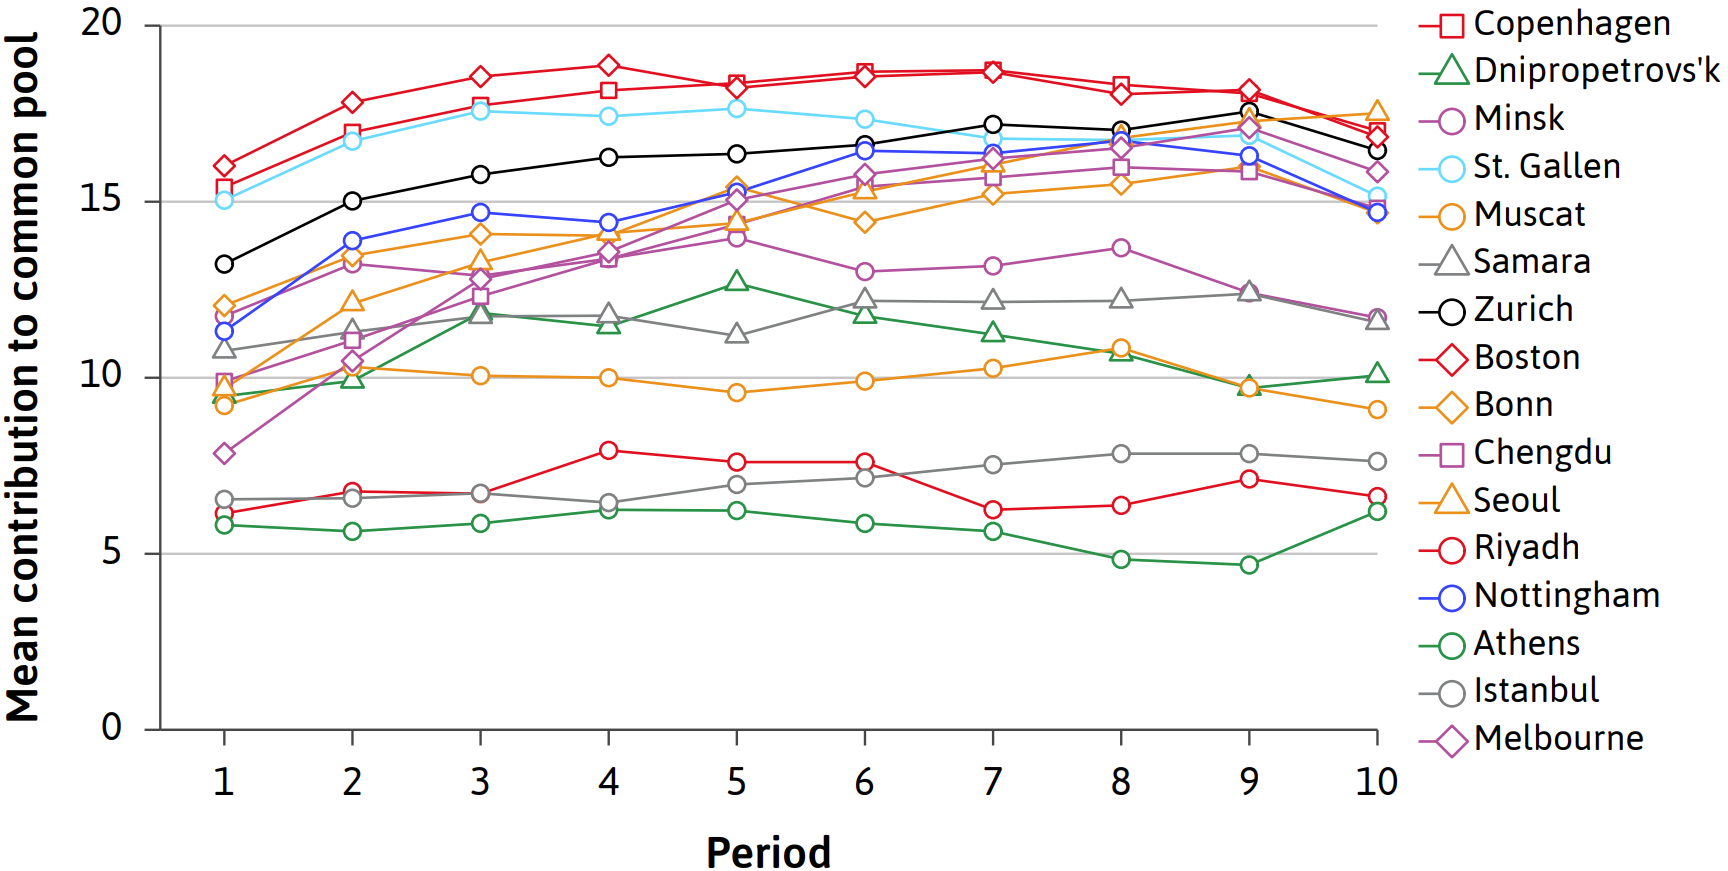 Mean contribution to common pool
20
15
10
5
0
1 2 3 4 5 6 7 8 9 10
Period
Copenhagen
Dnipropetrovs'k
Minsk
St. Gallen
Muscat
Samara
Zurich
Boston
Bonn
Chengdu
Seoul
Riyadh
Nottingham
Athens
Istanbul
Melbourne